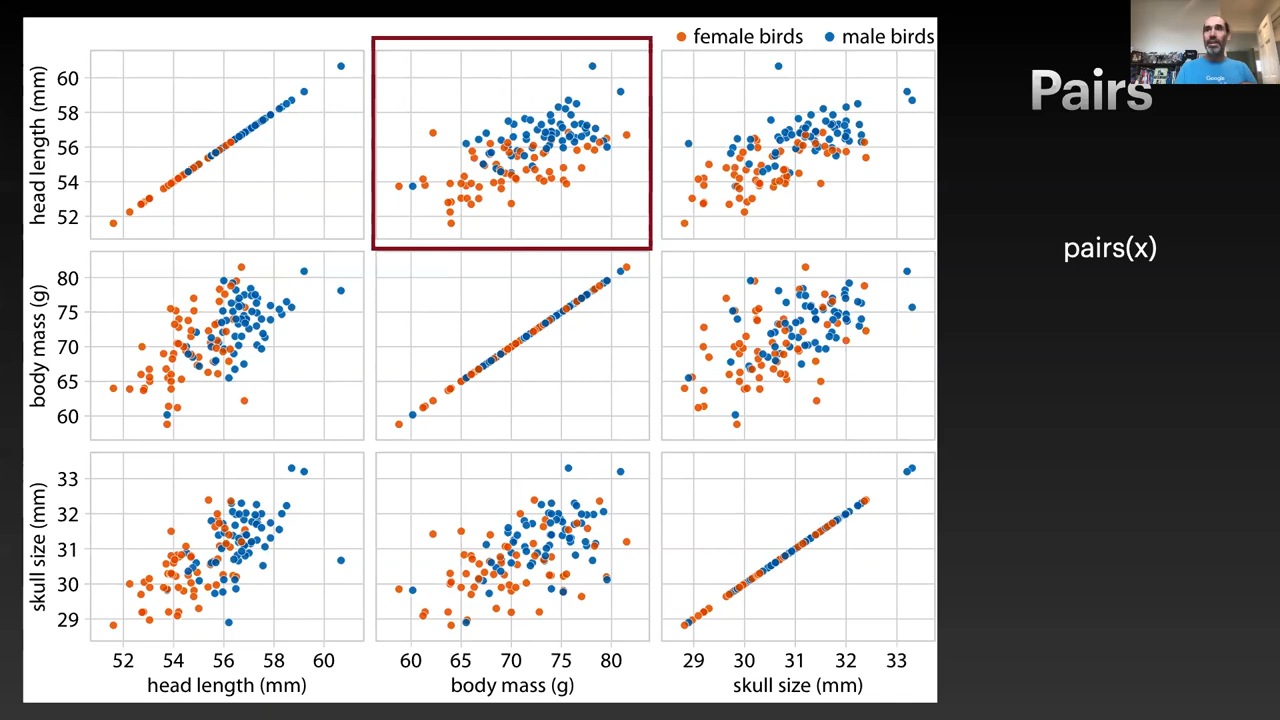 female birds
male birds
Google
Pairs
pairs(x)
head length (mm)
60
58
56
54
52
body mass (g)
80
75
70
65
60
skull size (mm)
33
32
31
30
29
52 54 56 58 60
60 65 70 75 80
29 30 31 32 33
head length (mm)
body mass (g)
skull size (mm)